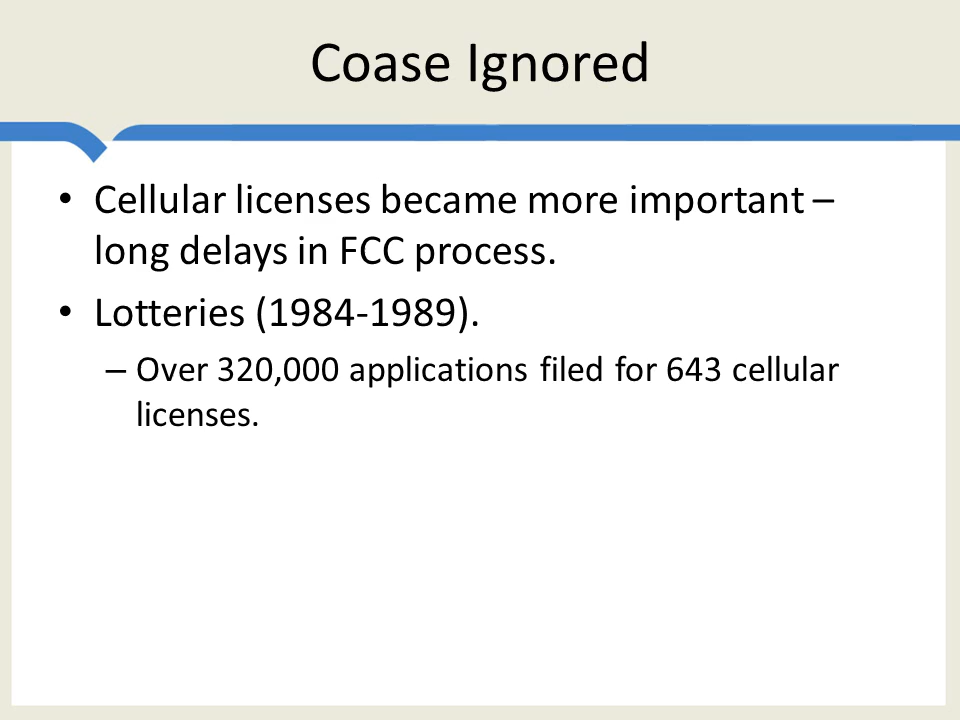 Coase Ignored
• Cellular licenses became more important –
long delays in FCC process.
• Lotteries (1984-1989).
– Over 320,000 applications filed for 643 cellular
licenses.